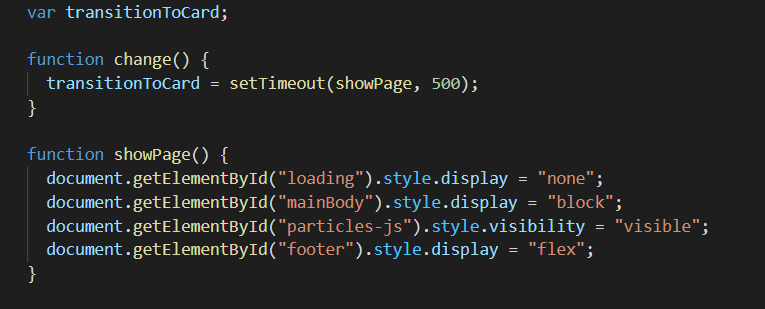 var transitionToCard;
function change() {
  transitionToCard = setTimeout(showPage, 500);
}
function showPage() {
  document.getElementById("loading").style.display = "none";
  document.getElementById("mainBody").style.display = "block";
  document.getElementById("particles-js").style.visibility = "visible";
  document.getElementById("footer").style.display = "flex";
}